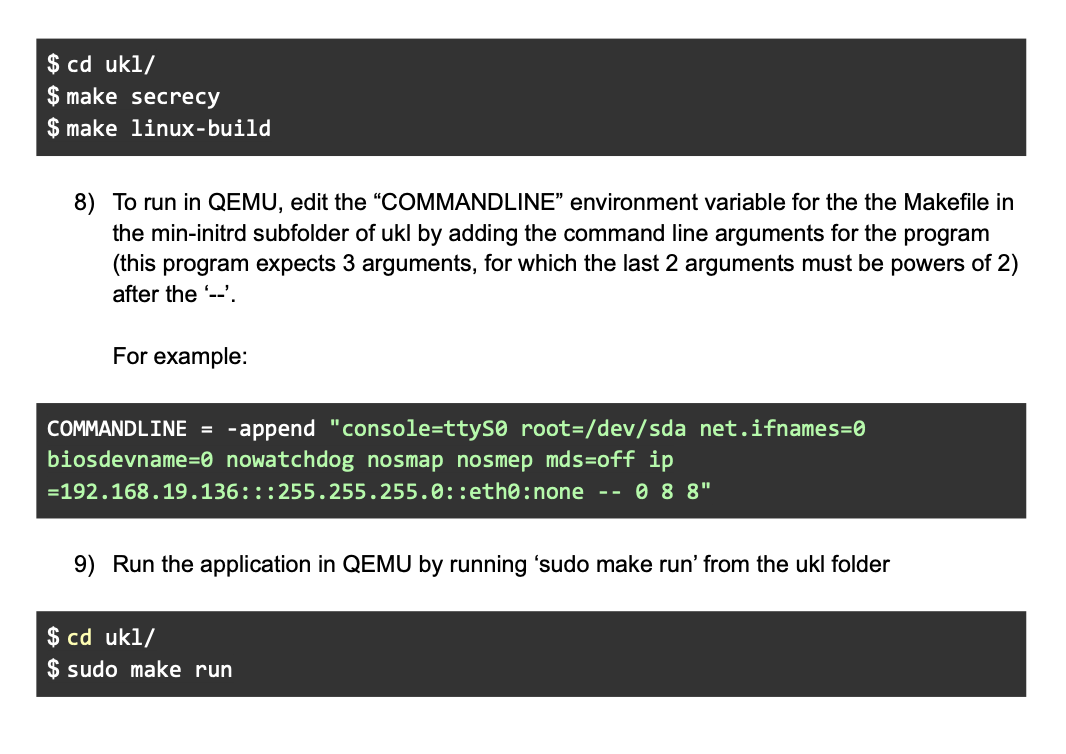 $ cd ukl/
$ make secrecy
$ make linux-build
8) To run in QEMU, edit the “COMMANDLINE” environment variable for the the Makefile in
the min-initrd subfolder of ukl by adding the command line arguments for the program
(this program expects 3 arguments, for which the last 2 arguments must be powers of 2)
after the ‘--’.
For example:
COMMANDLINE = -append "console=ttyS0 root=/dev/sda net.ifnames=0
biosdevname=0 nowatchdog nosmap nosmep mds=off ip
=192.168.19.136:::255.255.255.0::eth0:none -- 0 8 8"
9) Run the application in QEMU by running ‘sudo make run’ from the ukl folder
$ cd ukl/
$ sudo make run